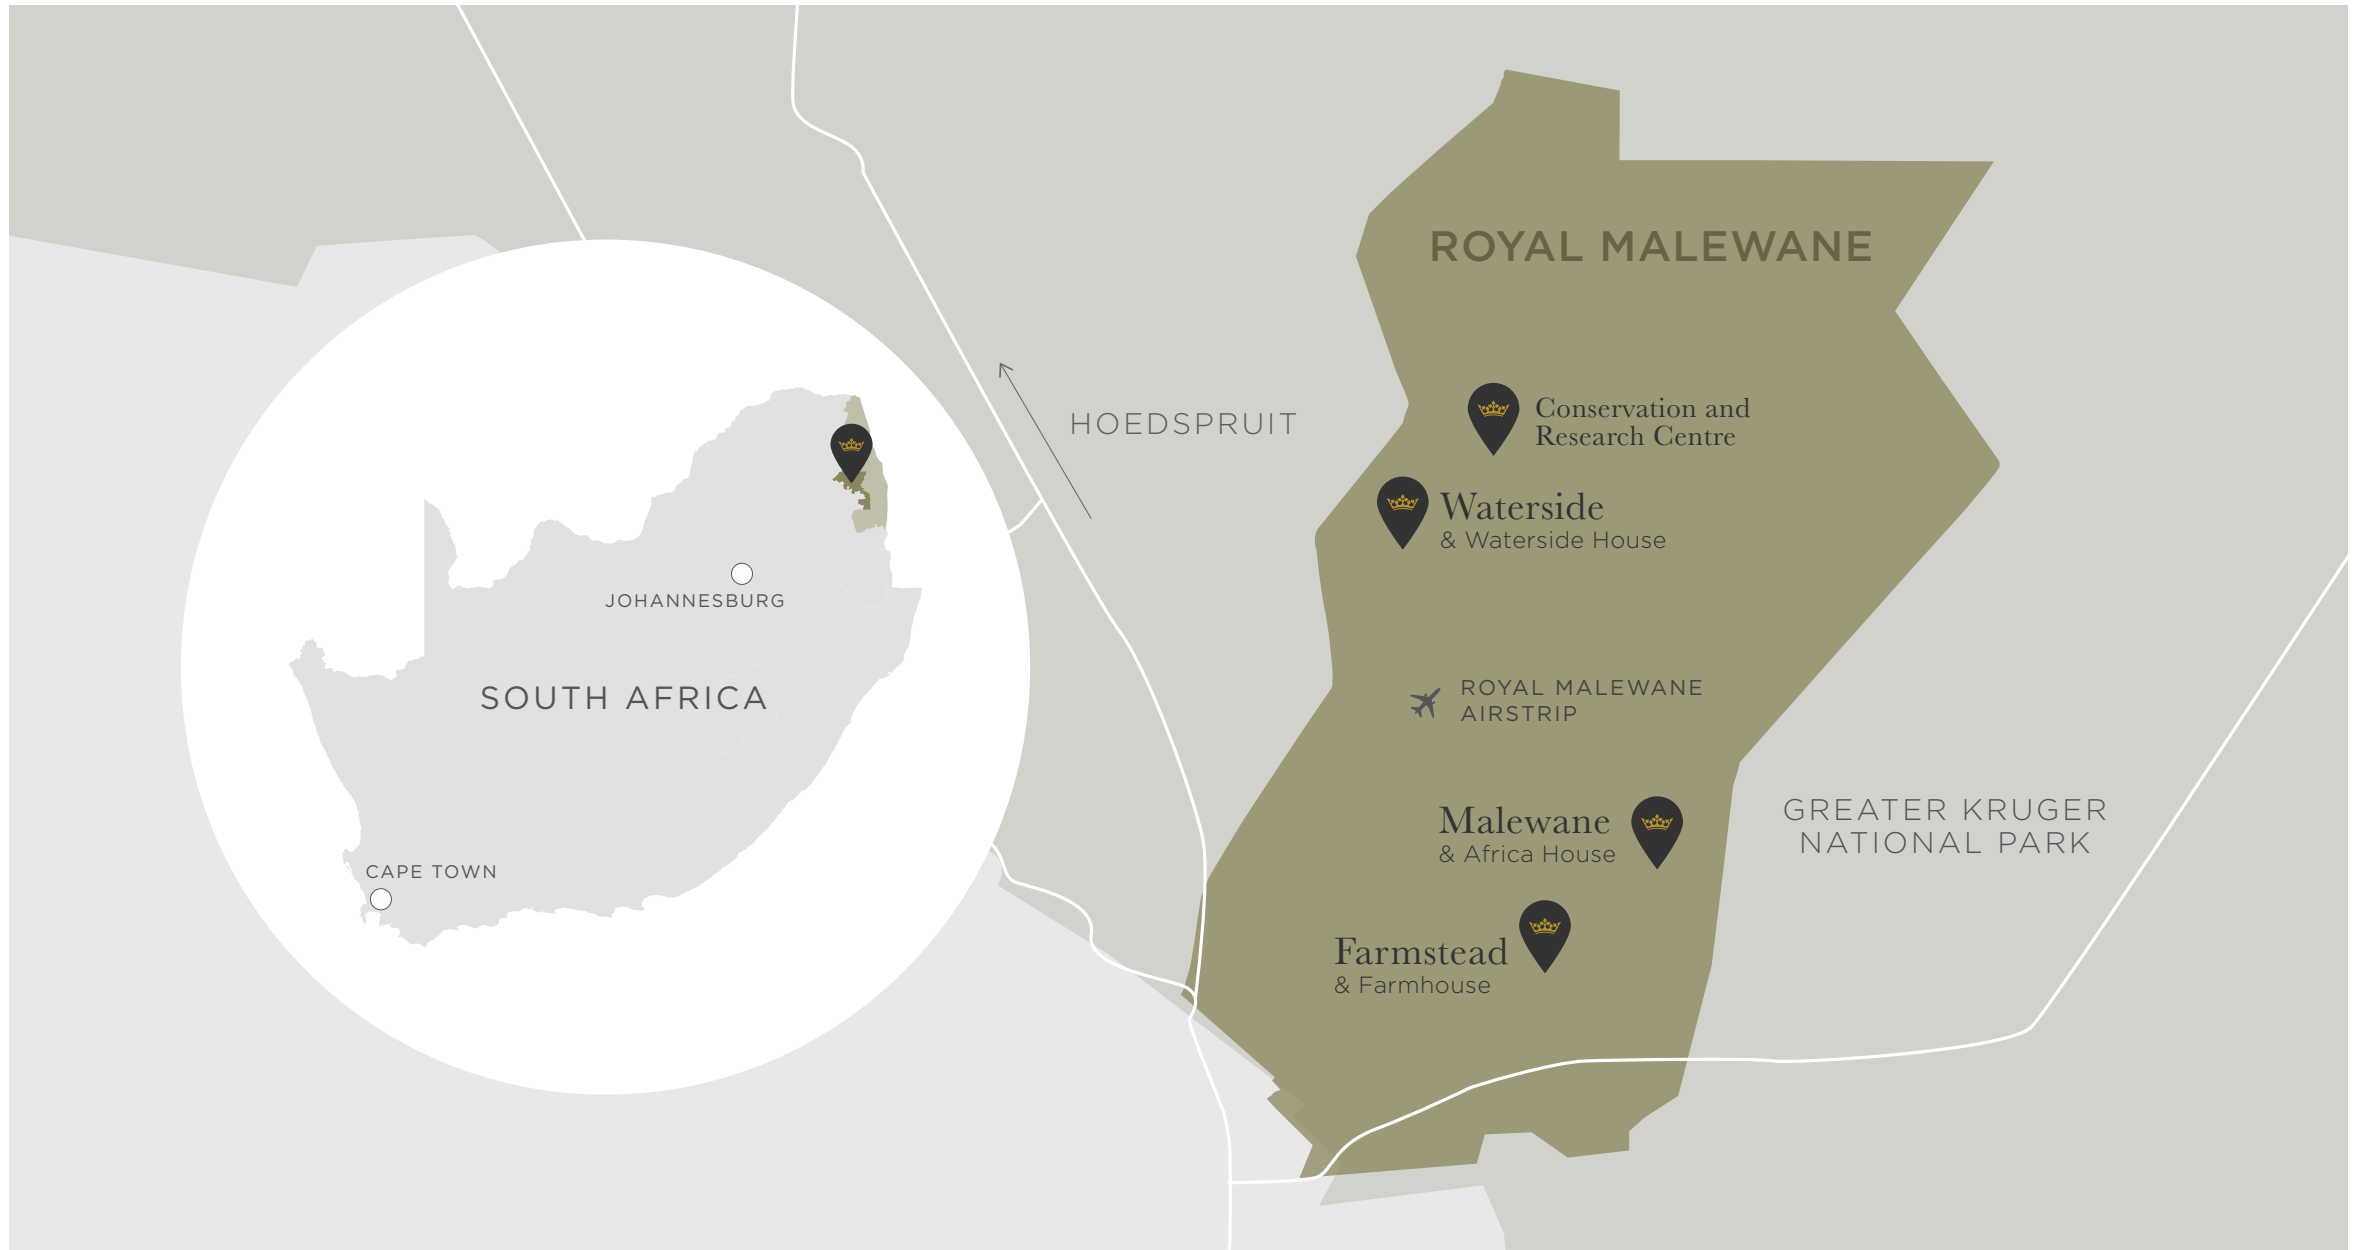 ROYAL MALEWANE
Conservation and
Research Centre
HOEDSPRUIT
Waterside
& Waterside House
JOHANNESBURG
SOUTH AFRICA
ROYAL MALEWANE
AIRSTRIP
Malewane
& Africa House
GREATER KRUGER
NATIONAL PARK
CAPE TOWN
Farmstead
& Farmhouse